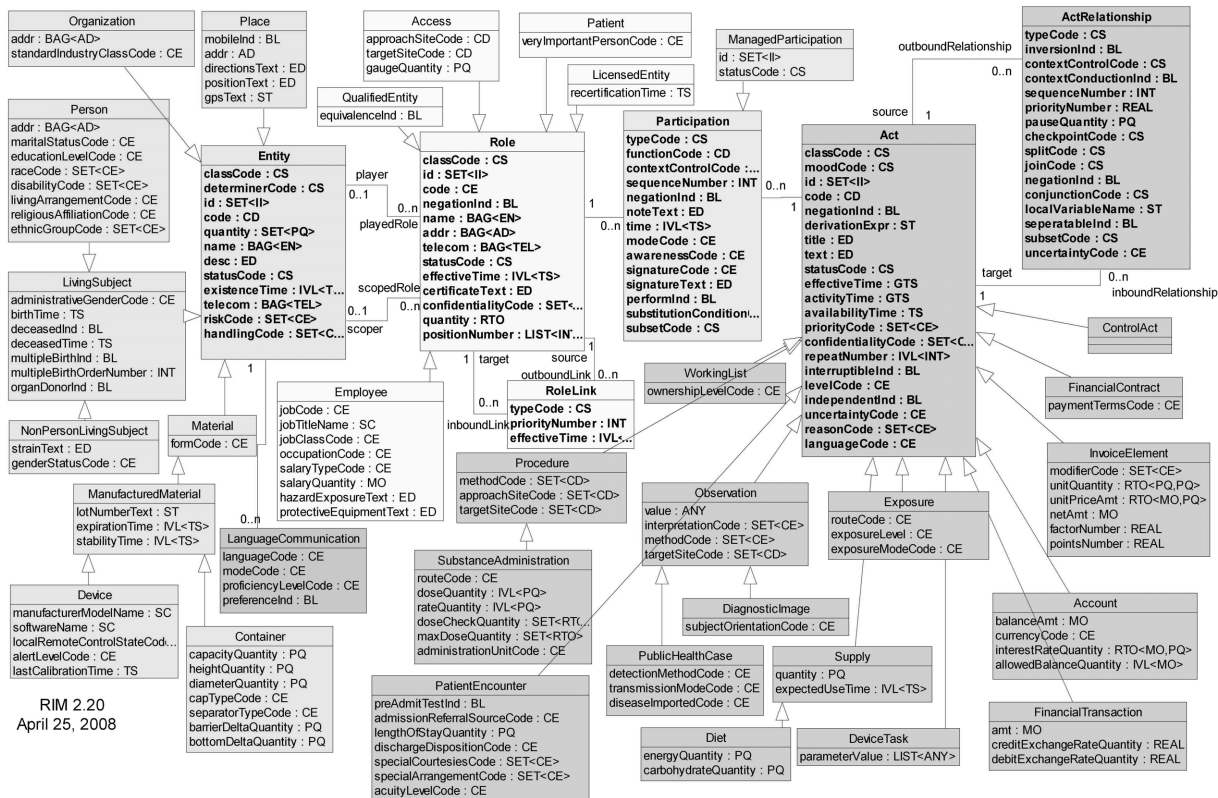 Organization
addr : BAG<AD>
standardIndustryClassCode : CE
Place
mobileInd : BL
addr : AD
directionsText : ED
positionText : ED
gpsText : ST
Access
approachSiteCode : CD
targetSiteCode : CD
gaugeQuantity : PQ
Patient
veryImportantPersonCode : CE
ManagedParticipation
id : SET<II>
statusCode : CS
ActRelationship
typeCode : CS
inversionInd : BL
contextControlCode : CS
contextConductionInd : BL
sequenceNumber : INT
priorityNumber : REAL
pauseQuantity : PQ
checkpointCode : CS
splitCode : CS
joinCode : CS
negationInd : BL
conjunctionCode : CS
localVariableName : ST
seperatableInd : BL
subsetCode : CS
uncertaintyCode : CE
outboundRelationship
0..n
source
1
LicensedEntity
recertificationTime : TS
QualifiedEntity
equivalenceInd : BL
Person
addr : BAG<AD>
maritalStatusCode : CE
educationLevelCode : CE
raceCode : SET<CE>
disabilityCode : SET<CE>
livingArrangementCode : CE
religiousAffiliationCode : CE
ethnicGroupCode : SET<CE>
Entity
classCode : CS
determinerCode : CS
id : SET<II>
code : CD
quantity : SET<PQ>
name : BAG<EN>
desc : ED
statusCode : CS
existenceTime : IVL<T...
telecom : BAG<TEL>
riskCode : SET<CE>
handlingCode : SET<C...
player
0..1
0..n
playedRole
scopedRole
0..1
0..n
scoper
Role
classCode : CS
id : SET<II>
code : CE
negationInd : BL
name : BAG<EN>
addr : BAG<AD>
telecom : BAG<TEL>
statusCode : CS
effectiveTime : IVL<TS>
certificateText : ED
confidentialityCode : SET<...
quantity : RTO
positionNumber : LIST<INT...
1
0..n
Participation
typeCode : CS
functionCode : CD
contextControlCode :...
sequenceNumber : INT
negationInd : BL
noteText : ED
time : IVL<TS>
modeCode : CE
awarenessCode : CE
signatureCode : CE
signatureText : ED
performInd : BL
substitutionCondition...
subsetCode : CS
0..n
1
Act
classCode : CS
moodCode : CS
id : SET<II>
code : CD
negationInd : BL
derivationExpr : ST
title : ED
text : ED
statusCode : CS
effectiveTime : GTS
activityTime : GTS
availabilityTime : TS
priorityCode : SET<CE>
confidentialityCode : SET<C...
repeatNumber : IVL<INT>
interruptibleInd : BL
levelCode : CE
independentInd : BL
uncertaintyCode : CE
reasonCode : SET<CE>
languageCode : CE
target
1
0..n
inboundRelationship
ControlAct
LivingSubject
administrativeGenderCode : CE
birthTime : TS
deceasedInd : BL
deceasedTime : TS
multipleBirthInd : BL
multipleBirthOrderNumber : INT
organDonorInd : BL
1
1
target
source
1
outboundLink
0..n
0..n
inboundLink
RoleLink
typeCode : CS
priorityNumber : INT
effectiveTime : IVL<...
WorkingList
ownershipLevelCode : CE
FinancialContract
paymentTermsCode : CE
Employee
jobCode : CE
jobTitleName : SC
jobClassCode : CE
occupationCode : CE
salaryTypeCode : CE
salaryQuantity : MO
hazardExposureText : ED
protectiveEquipmentText : ED
NonPersonLivingSubject
strainText : ED
genderStatusCode : CE
Material
formCode : CE
InvoiceElement
modifierCode : SET<CE>
unitQuantity : RTO<PQ,PQ>
unitPriceAmt : RTO<MO,PQ>
netAmt : MO
factorNumber : REAL
pointsNumber : REAL
Procedure
methodCode : SET<CD>
approachSiteCode : SET<CD>
targetSiteCode : SET<CD>
Observation
value : ANY
interpretationCode : SET<CE>
methodCode : SET<CE>
targetSiteCode : SET<CD>
Exposure
routeCode : CE
exposureLevel : CE
exposureModeCode : CE
ManufacturedMaterial
lotNumberText : ST
expirationTime : IVL<TS>
stabilityTime : IVL<TS>
0..n
LanguageCommunication
languageCode : CE
modeCode : CE
proficiencyLevelCode : CE
preferenceInd : BL
SubstanceAdministration
routeCode : CE
doseQuantity : IVL<PQ>
rateQuantity : IVL<PQ>
doseCheckQuantity : SET<RTO...
maxDoseQuantity : SET<RTO>
administrationUnitCode : CE
DiagnosticImage
subjectOrientationCode : CE
Device
manufacturerModelName : SC
softwareName : SC
localRemoteControlStateCode...
alertLevelCode : CE
lastCalibrationTime : TS
Account
balanceAmt : MO
currencyCode : CE
interestRateQuantity : RTO<MO,PQ>
allowedBalanceQuantity : IVL<MO>
Container
capacityQuantity : PQ
heightQuantity : PQ
diameterQuantity : PQ
capTypeCode : CE
separatorTypeCode : CE
barrierDeltaQuantity : PQ
bottomDeltaQuantity : PQ
PublicHealthCase
detectionMethodCode : CE
transmissionModeCode : CE
diseaseImportedCode : CE
Supply
quantity : PQ
expectedUseTime : IVL<TS>
PatientEncounter
preAdmitTestInd : BL
admissionReferralSourceCode : CE
lengthOfStayQuantity : PQ
dischargeDispositionCode : CE
specialCourtesiesCode : SET<CE>
specialArrangementCode : SET<CE>
acuityLevelCode : CE
RIM 2.20
April 25, 2008
FinancialTransaction
amt : MO
creditExchangeRateQuantity : REAL
debitExchangeRateQuantity : REAL
Diet
energyQuantity : PQ
carbohydrateQuantity : PQ
DeviceTask
parameterValue : LIST<ANY>